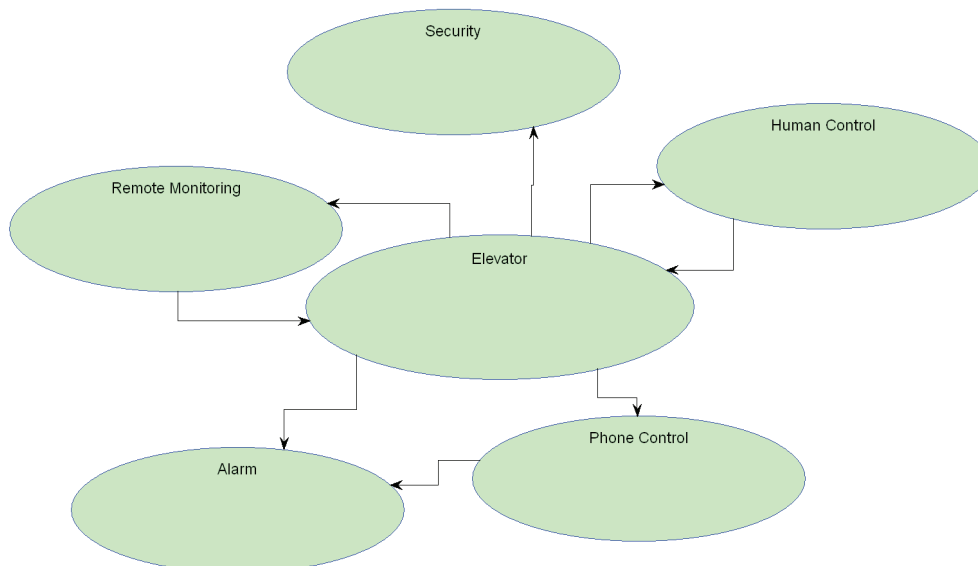 Security
Human Control
Remote Monitoring
Elevator
Phone Control
Alarm